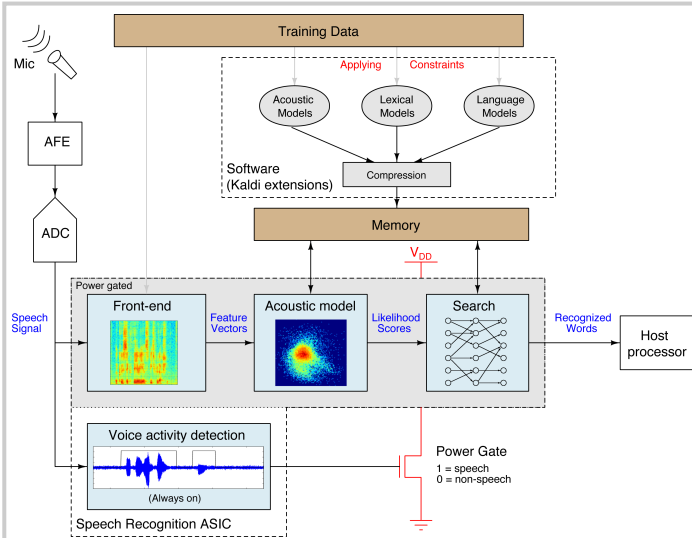 Training Data
Mic
Applying Constraints
Acoustic
Models
Lexical
Models
Language
Models
AFE
Software
(Kaldi extensions)
Compression
ADC
Memory
VDD
Power gated
Front-end
Acoustic model
Search
Speech
Signal
Feature
Vectors
Likelihood
Scores
Recognized
Words
Host
processor
Voice activity detection
(Always on)
Power Gate
1 = speech
0 = non-speech
Speech Recognition ASIC